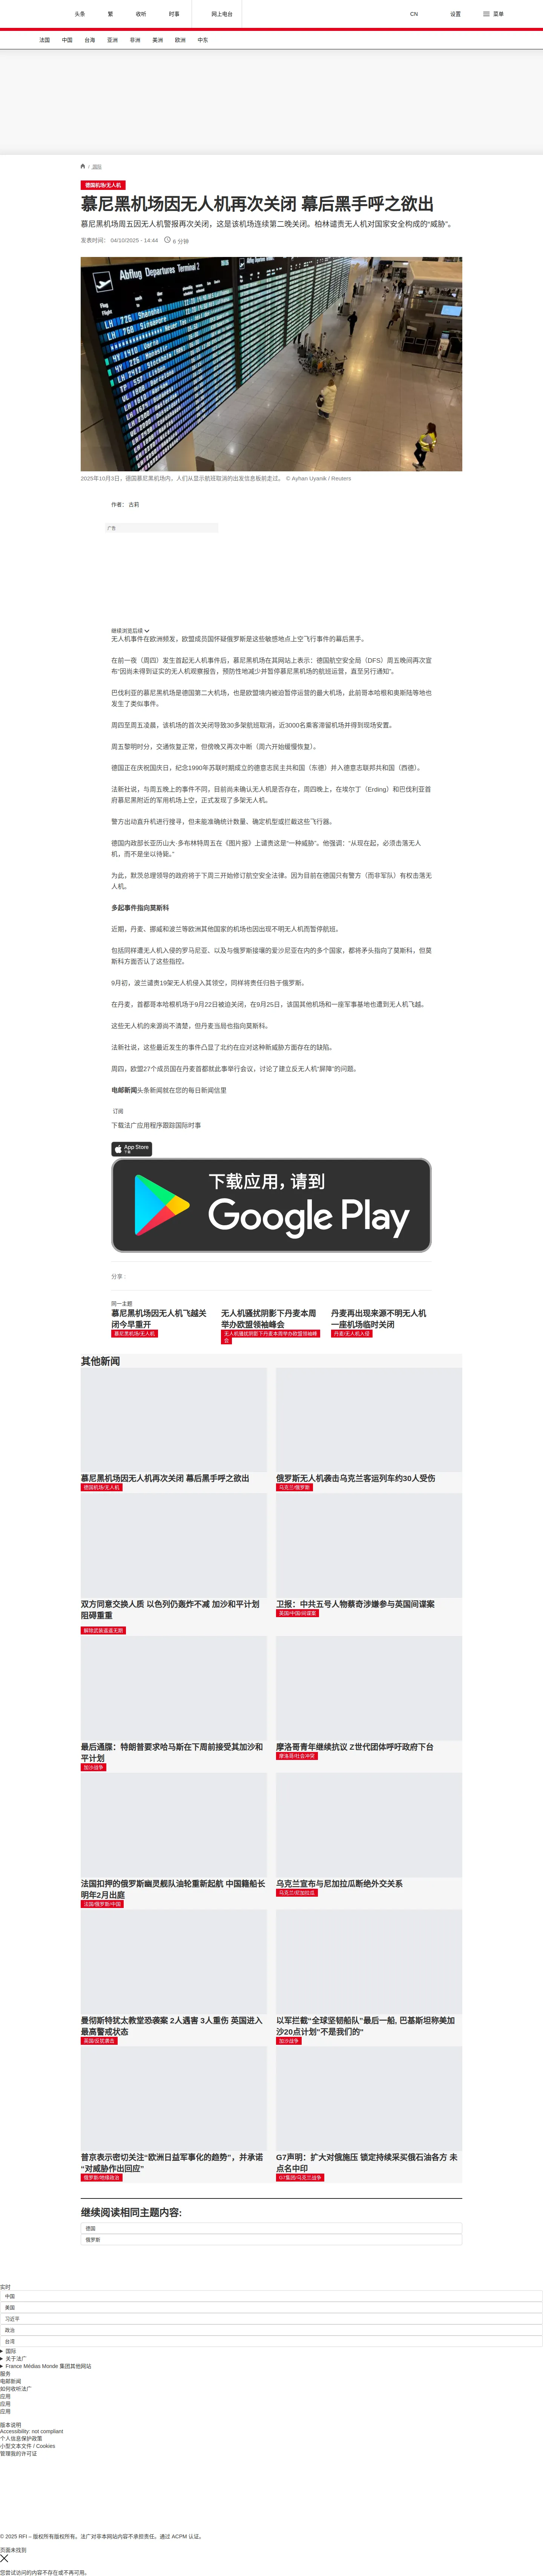 头条
繁
收听
时事
网上电台
CN
设置
菜单
法国
中国
台海
亚洲
非洲
美洲
欧洲
中东
/ 国际
德国机场/无人机
慕尼黑机场因无人机再次关闭 幕后黑手呼之欲出
慕尼黑机场周五因无人机警报再次关闭，这是该机场连续第二晚关闭。柏林谴责无人机对国家安全构成的“威胁”。
发表时间： 04/10/2025 - 14:44
6 分钟
Abflug Departures Terminal 2
2025年10月3日，德国慕尼黑机场内，人们从显示航班取消的出发信息板前走过。 © Ayhan Uyanik / Reuters
作者： 古莉
广告
继续浏览后续
无人机事件在欧洲频发，欧盟成员国怀疑俄罗斯是这些敏感地点上空飞行事件的幕后黑手。
在前一夜（周四）发生首起无人机事件后，慕尼黑机场在其网站上表示：德国航空安全局（DFS）周五晚间再次宣
布“因尚未得到证实的无人机观察报告，预防性地减少并暂停慕尼黑机场的航班运营，直至另行通知”。
巴伐利亚的慕尼黑机场是德国第二大机场，也是欧盟境内被迫暂停运营的最大机场，此前哥本哈根和奥斯陆等地也
发生了类似事件。
周四至周五凌晨，该机场的首次关闭导致30多架航班取消，近3000名乘客滞留机场并得到现场安置。
周五黎明时分，交通恢复正常，但傍晚又再次中断（周六开始缓慢恢复）。
德国正在庆祝国庆日，纪念1990年苏联时期成立的德意志民主共和国（东德）并入德意志联邦共和国（西德）。
法新社说，与周五晚上的事件不同，目前尚未确认无人机是否存在，周四晚上，在埃尔丁（Erding）和巴伐利亚首
府慕尼黑附近的军用机场上空，正式发现了多架无人机。
警方出动直升机进行搜寻，但未能准确统计数量、确定机型或拦截这些飞行器。
德国内政部长亚历山大·多布林特周五在《图片报》上谴责这是“一种威胁”。他强调：“从现在起，必须击落无人
机，而不是坐以待毙。”
为此，默茨总理领导的政府将于下周三开始修订航空安全法律。因为目前在德国只有警方（而非军队）有权击落无
人机。
多起事件指向莫斯科
近期，丹麦、挪威和波兰等欧洲其他国家的机场也因出现不明无人机而暂停航班。
包括同样遭无人机入侵的罗马尼亚、以及与俄罗斯接壤的爱沙尼亚在内的多个国家，都将矛头指向了莫斯科，但莫
斯科方面否认了这些指控。
9月初，波兰谴责19架无人机侵入其领空，同样将责任归咎于俄罗斯。
在丹麦，首都哥本哈根机场于9月22日被迫关闭，在9月25日，该国其他机场和一座军事基地也遭到无人机飞越。
这些无人机的来源尚不清楚，但丹麦当局也指向莫斯科。
法新社说，这些最近发生的事件凸显了北约在应对这种新威胁方面存在的缺陷。
周四，欧盟27个成员国在丹麦首都就此事举行会议，讨论了建立反无人机“屏障”的问题。
电邮新闻头条新闻就在您的每日新闻信里
订阅
下载法广应用程序跟踪国际时事
App Store
下载应用，请到
Google Play
分享 :
同一主题
慕尼黑机场因无人机飞越关
闭今早重开
慕尼黑机场/无人机
无人机骚扰阴影下丹麦本周
举办欧盟领袖峰会
无人机骚扰阴影下丹麦本周举办欧盟领袖峰
会
丹麦再出现来源不明无人机
一座机场临时关闭
丹麦/无人机入侵
其他新闻
慕尼黑机场因无人机再次关闭 幕后黑手呼之欲出
德国机场/无人机
俄罗斯无人机袭击乌克兰客运列车约30人受伤
乌克兰/俄罗斯
双方同意交换人质 以色列仍轰炸不减 加沙和平计划
阻碍重重
解除武装遥遥无期
卫报：中共五号人物蔡奇涉嫌参与英国间谍案
英国/中国/间谍案
最后通牒：特朗普要求哈马斯在下周前接受其加沙和
平计划
加沙战争
摩洛哥青年继续抗议 Z世代团体呼吁政府下台
摩洛哥/社会冲突
法国扣押的俄罗斯幽灵舰队油轮重新起航 中国籍船长
明年2月出庭
法国/俄罗斯/中国
乌克兰宣布与尼加拉瓜断绝外交关系
乌克兰/尼加拉瓜
曼彻斯特犹太教堂恐袭案 2人遇害 3人重伤 英国进入
最高警戒状态
英国/反犹袭击
以军拦截“全球坚韧船队”最后一船, 巴基斯坦称美加
沙20点计划“不是我们的”
加沙战争
普京表示密切关注“欧洲日益军事化的趋势”，并承诺
“对威胁作出回应”
俄罗斯/地缘政治
G7声明：扩大对俄施压 锁定持续采买俄石油各方 未
点名中印
G7集团/乌克兰战争
继续阅读相同主题内容:
德国
俄罗斯
实时
中国
美国
习近平
政治
台湾
国际
关于法广
France Médias Monde 集团其他网站
服务
电邮新闻
如何收听法广
应用
应用
应用
版本说明
Accessibility: not compliant
个人信息保护政策
小型文本文件 / Cookies
管理我的许可证
© 2025 RFI – 版权所有版权所有。法广对非本网站内容不承担责任。通过 ACPM 认证。
页面未找到
您尝试访问的内容不存在或不再可用。